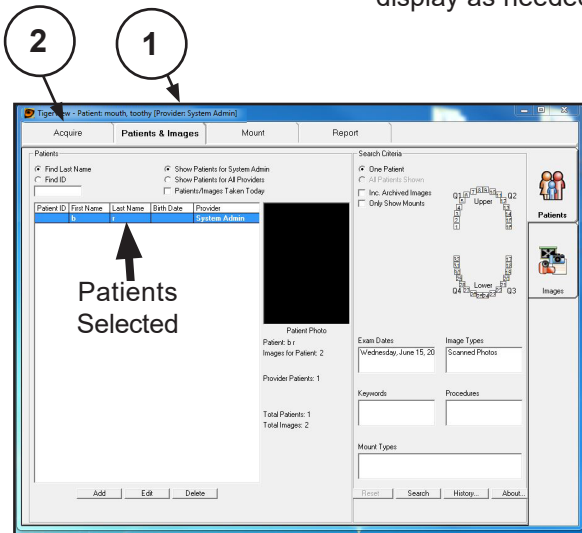 display as needed
2
1
TigerView - Patient: mouth, toothy [Provider: System Admin]
Acquire
Patients & Images
Mount
Report
Patients
Find Last Name
Find ID
Show Patients for System Admin
Show Patients for All Providers
Patients/Images Taken Today
Patient ID First Name Last Name Birth Date Provider
b r System Admin
Patients
Selected
Patient Photo
Patient: b r
Images for Patient: 2
Provider Patients: 1
Total Patients: 1
Total Images: 2
Add
Edit
Delete
Search Criteria
One Patient
All Patients Shown
Inc. Archived Images
Only Show Mounts
Q1
Upper
Q2
Lower
Q4
Q3
Exam Dates
Wednesday, June 15, 20
Image Types
Scanned Photos
Keywords
Procedures
Mount Types
Reset
Search
History...
About...
Patients
Images